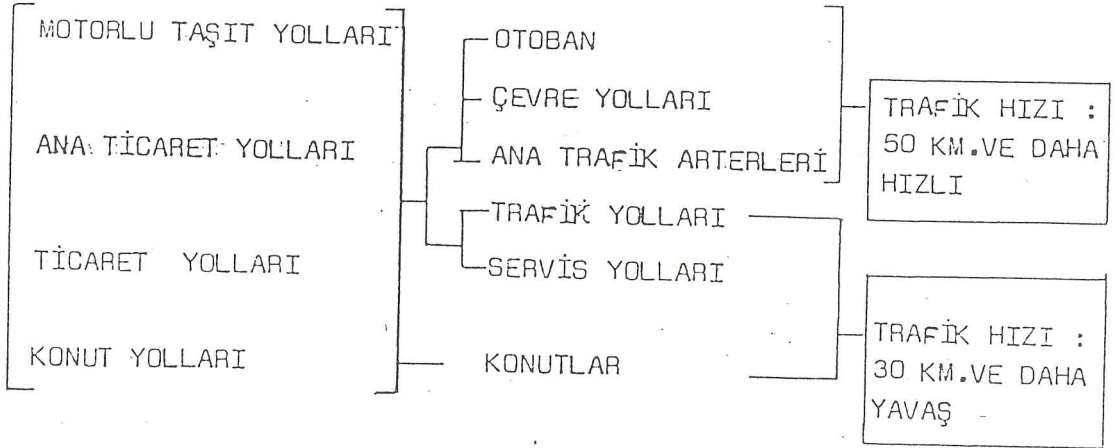 MOTORLU TAŞIT YOLLARI
ANA TİCARET YOLLARI
TİCARET YOLLARI
KONUT YOLLARI
OTOBAN
ÇEVRE YOLLARI
ANA TRAFİK ARTERLERİ
TRAFİK YOLLARI
SERVİS YOLLARI
KONUTLAR
TRAFİK HIZI :
50 KM.VE DAHA
HIZLI
TRAFİK HIZI :
30 KM.VE DAHA
YAVAŞ